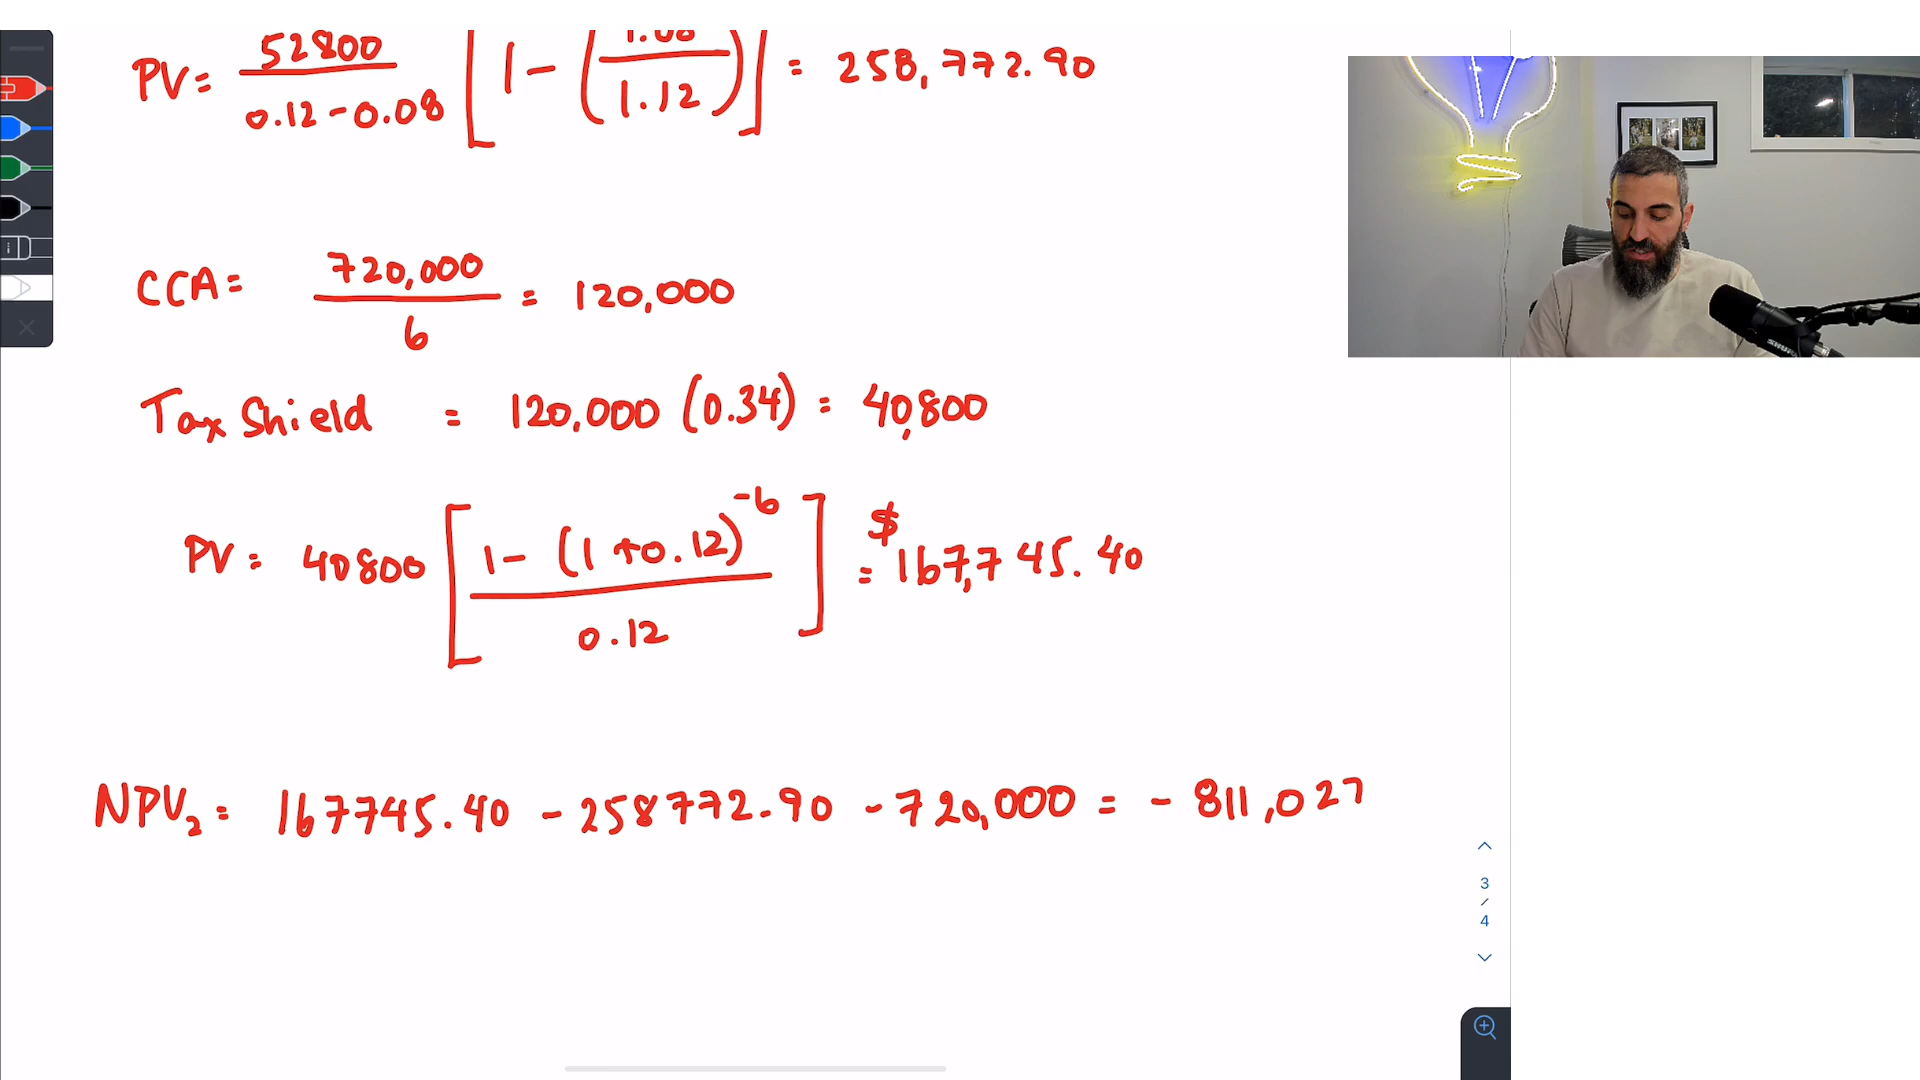 PV = 52800 / 0.12 - 0.08 [ 1 - ( 1.08 / 1.12 ) ] = 258,772.90
CCA = 720,000 / 6 = 120,000
Tax Shield = 120,000 (0.34) = 40,800
PV = 40800 [ 1 - (1 + 0.12)^-6 / 0.12 ] = $167,745.40
NPV₂ = 167745.40 - 258772.90 - 720,000 = - 811,027
3
/
4